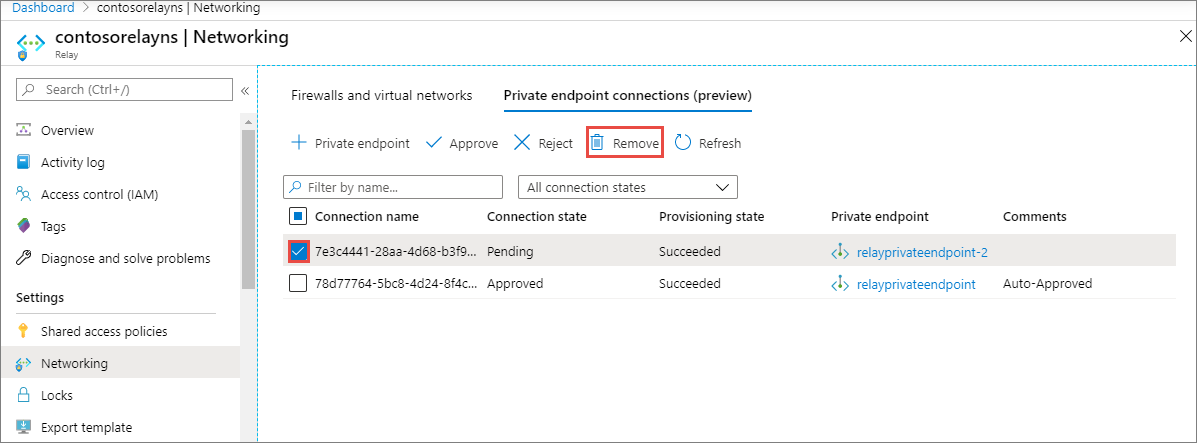 Dashboard > contosorelayns | Networking
contosorelayns | Networking
Relay
Search (Ctrl+/)
Overview
Activity log
Access control (IAM)
Tags
Diagnose and solve problems
Settings
Shared access policies
Networking
Locks
Export template
Firewalls and virtual networks Private endpoint connections (preview)
Private endpoint Approve Reject Remove Refresh
Filter by name... All connection states
Connection name Connection state Provisioning state Private endpoint Comments
7e3c4441-28aa-4d68-b3f9... Pending Succeeded relayprivateendpoint-2
78d77764-5bc8-4d24-8f4c... Approved Succeeded relayprivateendpoint Auto-Approved